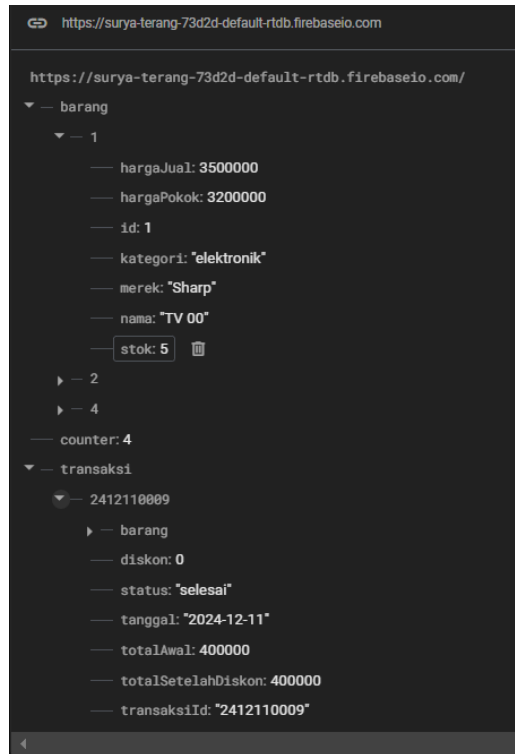 https://surya-terang-73d2d-default-rtdb.firebaseio.com
https://surya-terang-73d2d-default-rtdb.firebaseio.com/
barang
1
hargaJual: 3500000
hargaPokok: 3200000
id: 1
kategori: "elektronik"
merek: "Sharp"
nama: "TV 00"
stok: 5
2
4
counter: 4
transaksi
2412110009
barang
diskon: 0
status: "selesai"
tanggal: "2024-12-11"
totalAwal: 400000
totalSetelahDiskon: 400000
transaksiId: "2412110009"